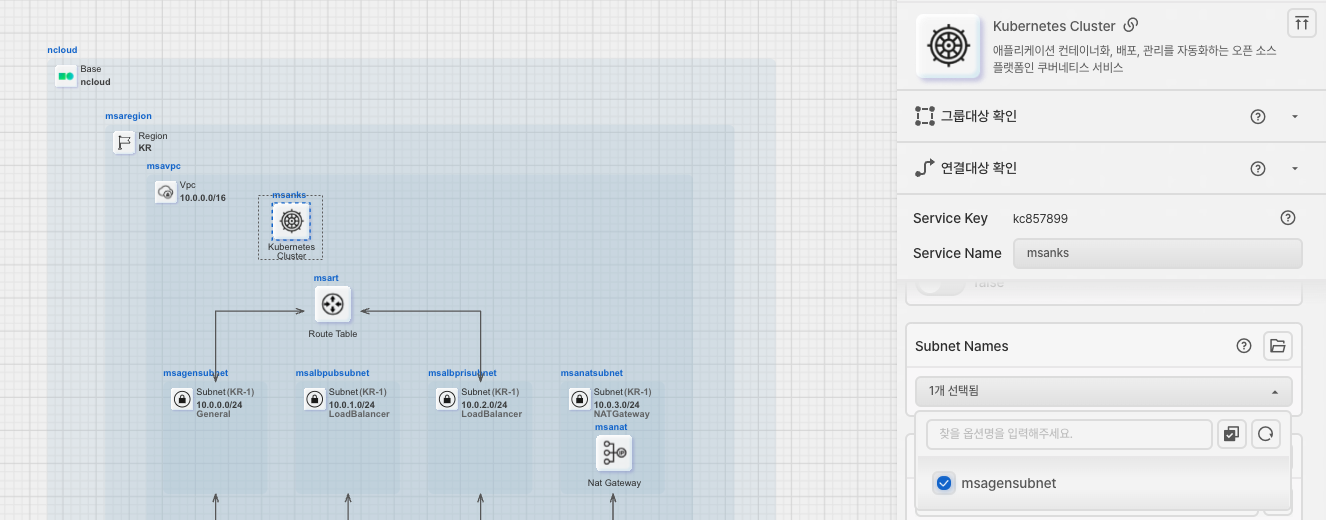 ncloud
Base
ncloud
msaregion
Region
KR
msavpc
Vpc
10.0.0.0/16
msanks
Kubernetes
Cluster
msart
Route Table
msagensubnet
Subnet (KR-1)
10.0.0.0/24
General
msalbpubsubnet
Subnet (KR-1)
10.0.1.0/24
LoadBalancer
msalbprisubnet
Subnet (KR-1)
10.0.2.0/24
LoadBalancer
msanatsubnet
Subnet (KR-1)
10.0.3.0/24
NATGateway
msanat
Nat Gateway
Kubernetes Cluster
애플리케이션 컨테이너화, 배포, 관리를 자동화하는 오픈 소스
플랫폼인 쿠버네티스 서비스
그룹대상 확인
연결대상 확인
Service Key kc857899
Service Name msanks
false
Subnet Names
1개 선택됨
찾을 옵션명을 입력해주세요.
msagensubnet